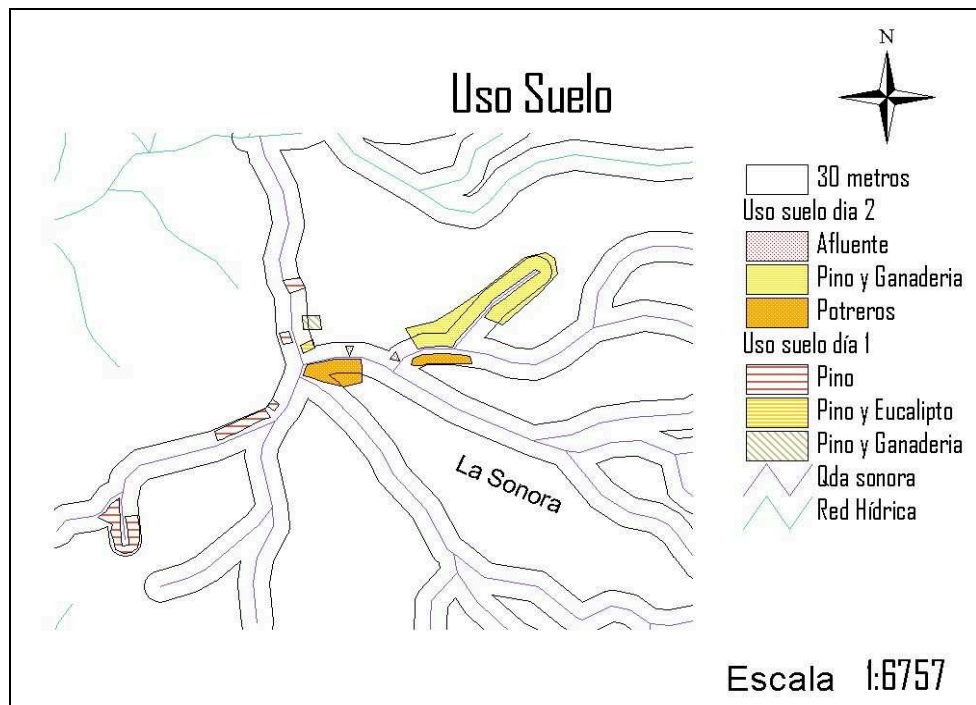 N
Uso Suelo
30 metros
Uso suelo dia 2
Afluente
Pino y Ganaderia
Potreros
Uso suelo día 1
Pino
Pino y Eucalipto
Pino y Ganaderia
Qda sonora
Red Hídrica
La Sonora
Escala 1:6757